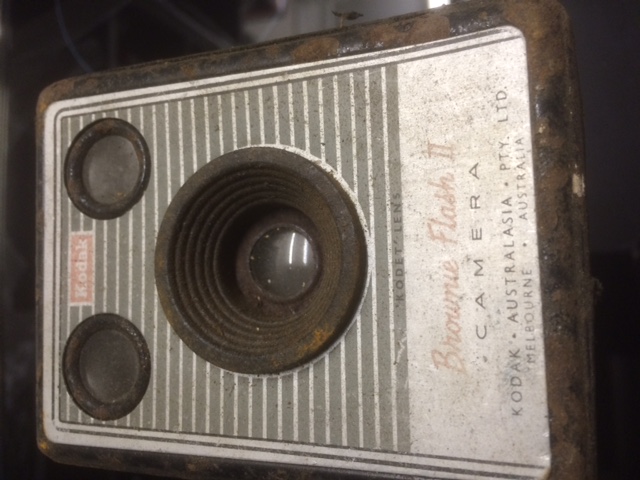 Kodak
'KODET' LENS
Brownie Flash II
CAMERA
KODAK • AUSTRALASIA • PTY. LTD.
MELBOURNE • AUSTRALIA